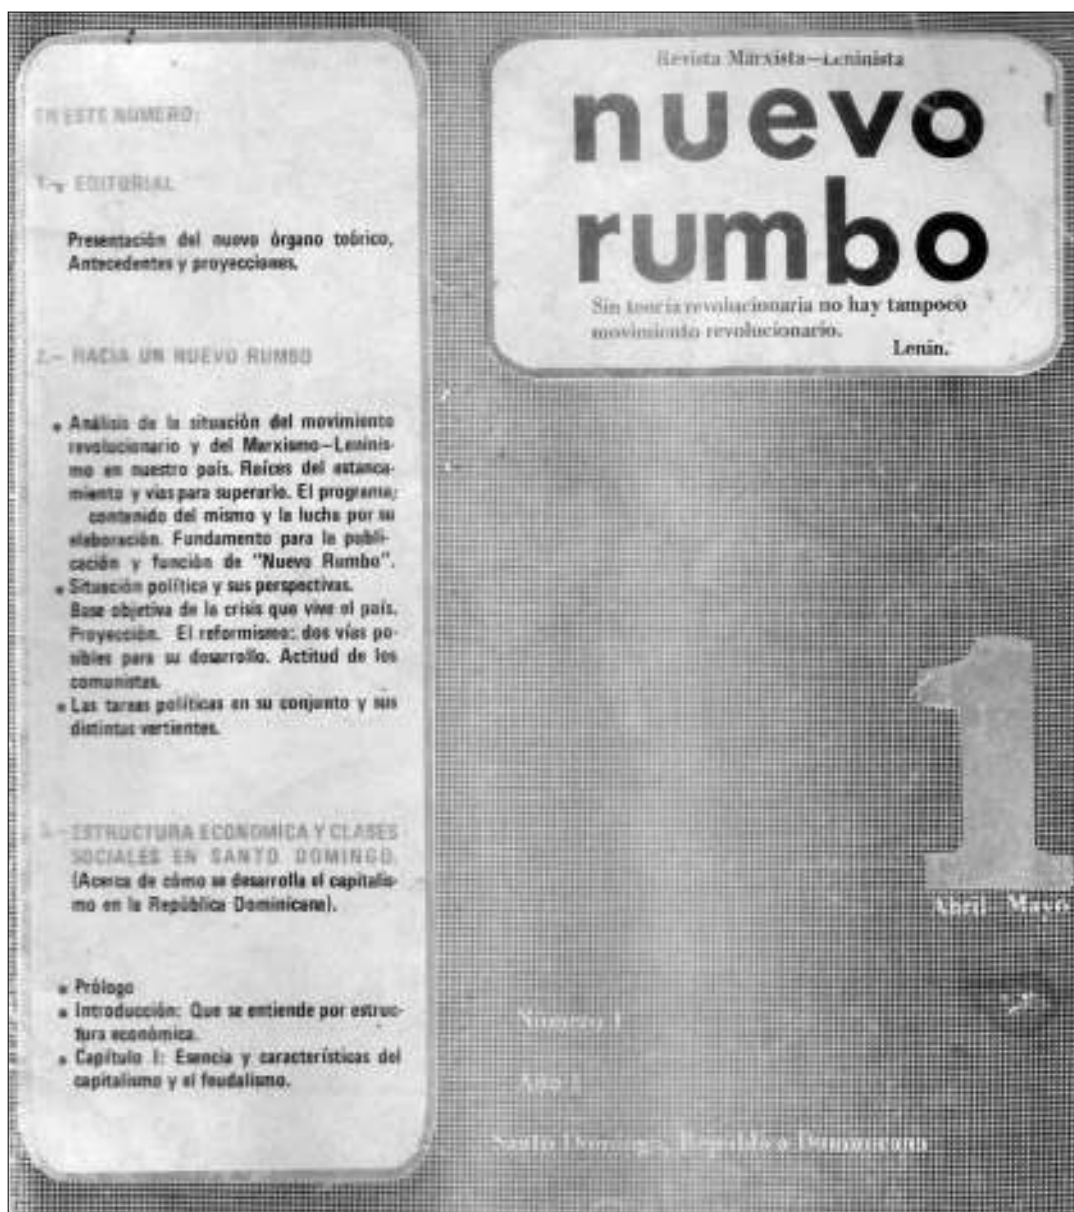 EN ESTE NUMERO:
1.- EDITORIAL
Presentación del nuevo órgano teórico,
Antecedentes y proyecciones.
2.- HACIA UN NUEVO RUMBO
• Análisis de la situación del movimiento
revolucionario y del Marxismo—Leninis-
mo en nuestro país. Raíces del estanca-
miento y vías para superarlo. El programa;
contenido del mismo y la lucha por su
elaboración. Fundamento para la publi-
cación y función de "Nuevo Rumbo".
• Situación política y sus perspectivas.
Base objetiva de la crisis que vive el país.
Proyección. El reformismo: dos vías po-
sibles para su desarrollo. Actitud de los
comunistas.
• Las tareas políticas en su conjunto y sus
distintas vertientes.
3.- ESTRUCTURA ECONOMICA Y CLASES
SOCIALES EN SANTO DOMINGO.
(Acerca de cómo se desarrolla el capitalis-
mo en la República Dominicana).
• Prólogo
• Introducción: Que se entiende por estruc-
tura económica.
• Capítulo I: Esencia y características del
capitalismo y el feudalismo.
Revista Marxista—Leninista
nuevo
rumbo
Sin teoría revolucionaria no hay tampoco
movimiento revolucionario.
Lenin.
1
Abril Mayo
Número 1
Año 1
Santo Domingo, República Dominicana